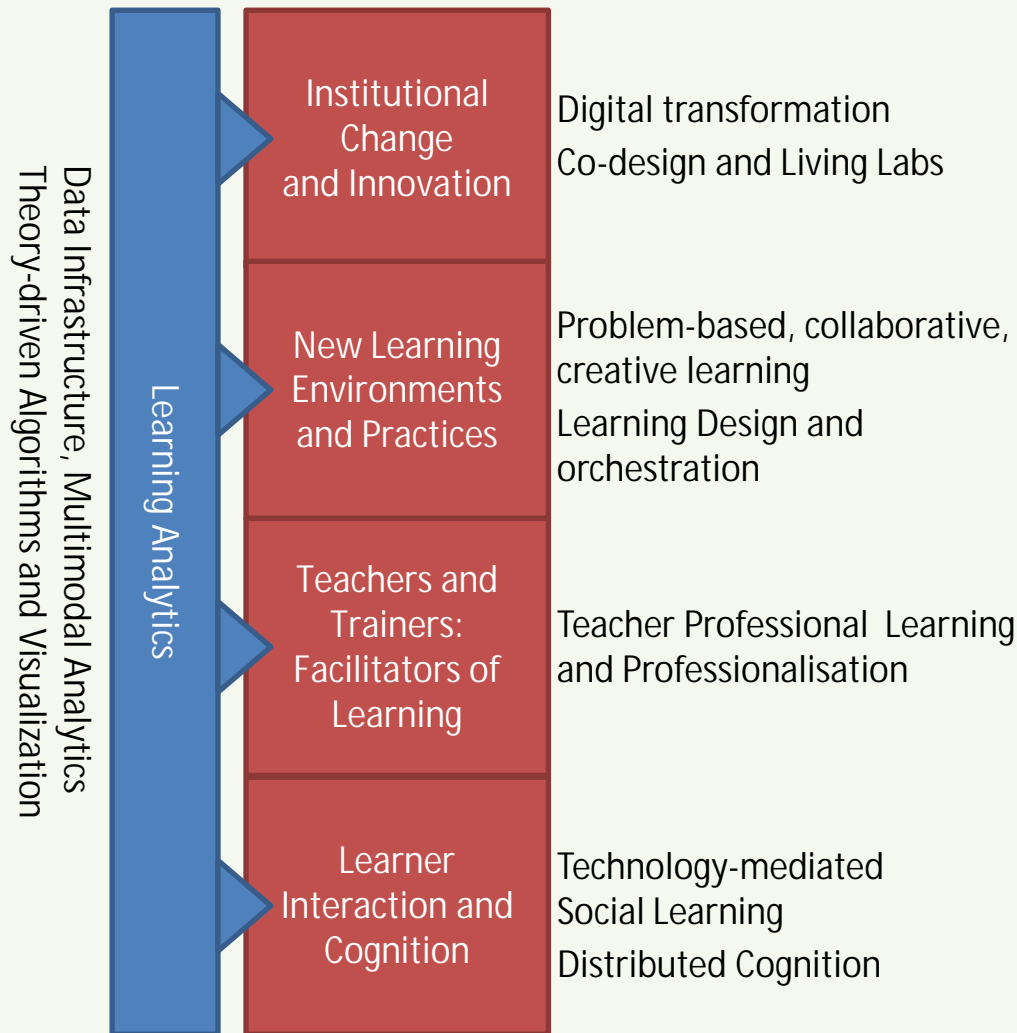 Data Infrastructure, Multimodal Analytics
Theory-driven Algorithms and Visualization
Learning Analytics
Institutional
Change
and Innovation
Digital transformation
Co-design and Living Labs
New Learning
Environments
and Practices
Problem-based, collaborative,
creative learning
Learning Design and
orchestration
Teachers and
Trainers:
Facilitators of
Learning
Teacher Professional  Learning
and Professionalisation
Learner
Interaction and
Cognition
Technology-mediated
Social Learning
Distributed Cognition